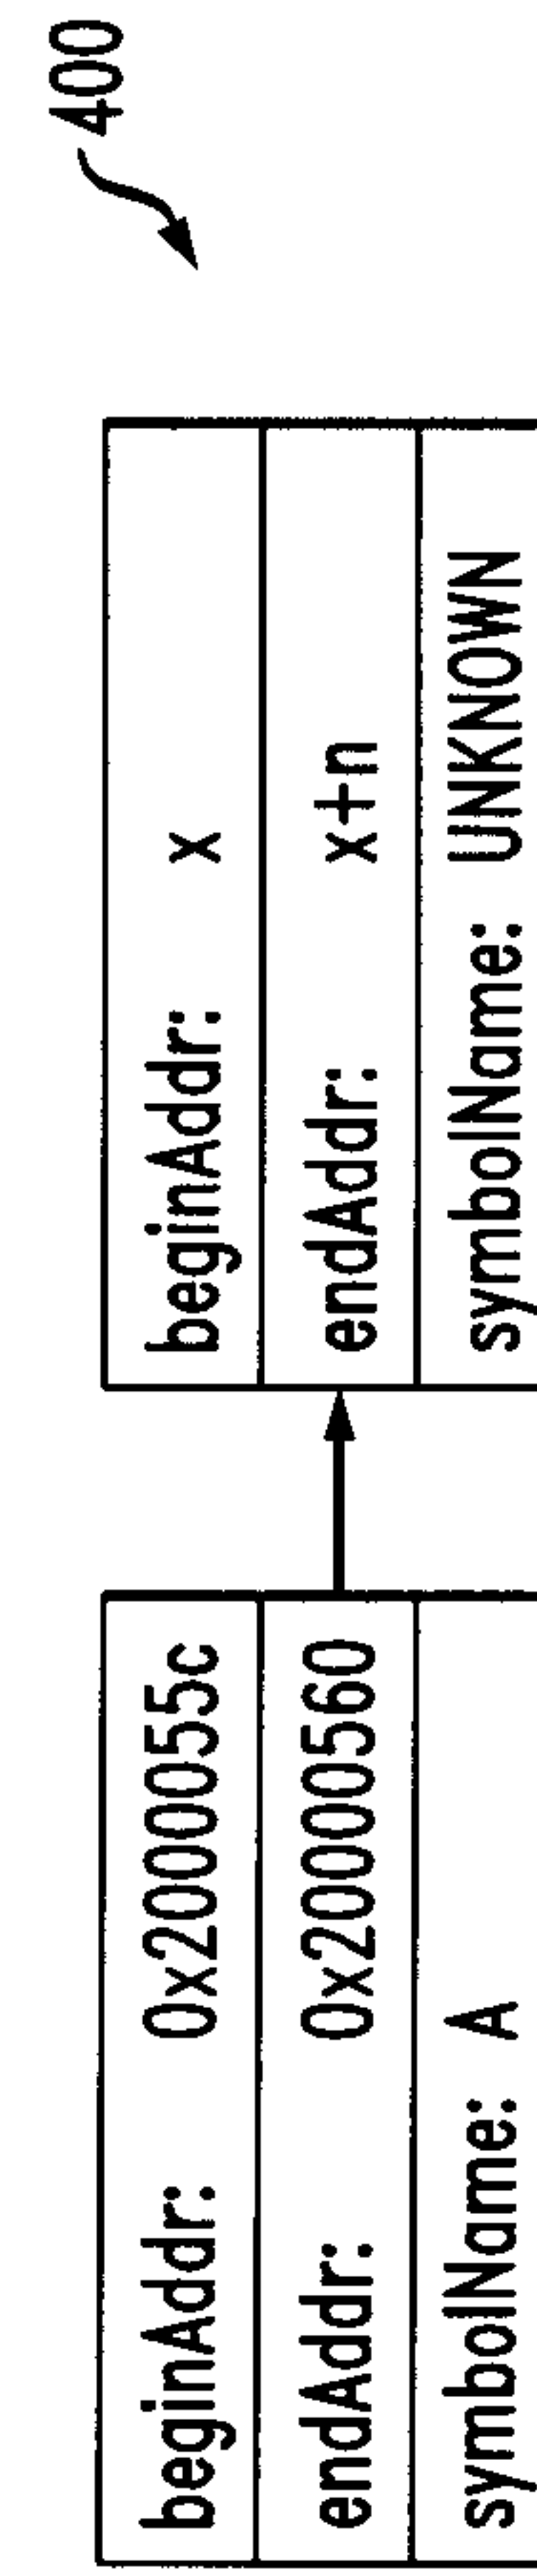 400
beginAddr: 0x2000055c
endAddr: 0x20000560
symbolName: A
beginAddr: x
endAddr: x+n
symbolName: UNKNOWN